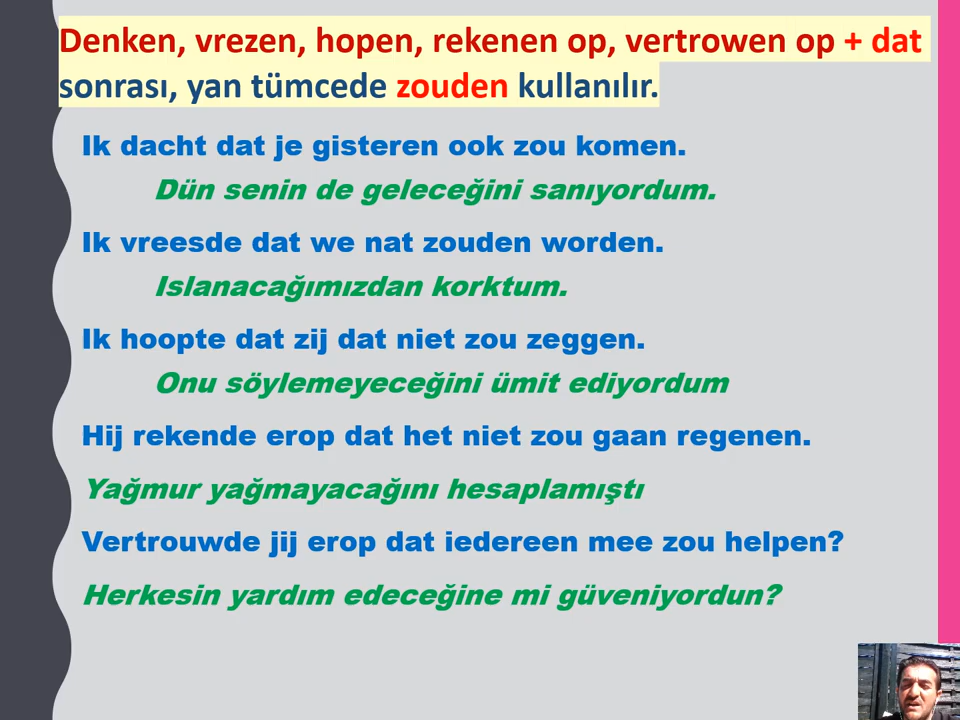 Denken, vrezen, hopen, rekenen op, vertrowen op + dat
sonrası, yan tümcede zouden kullanılır.
Ik dacht dat je gisteren ook zou komen.
Dün senin de geleceğini sanıyordum.
Ik vreesde dat we nat zouden worden.
Islanacağımızdan korktum.
Ik hoopte dat zij dat niet zou zeggen.
Onu söylemeyeceğini ümit ediyordum
Hij rekende erop dat het niet zou gaan regenen.
Yağmur yağmayacağını hesaplamıştı
Vertrouwde jij erop dat iedereen mee zou helpen?
Herkesin yardım edeceğine mi güveniyordun?